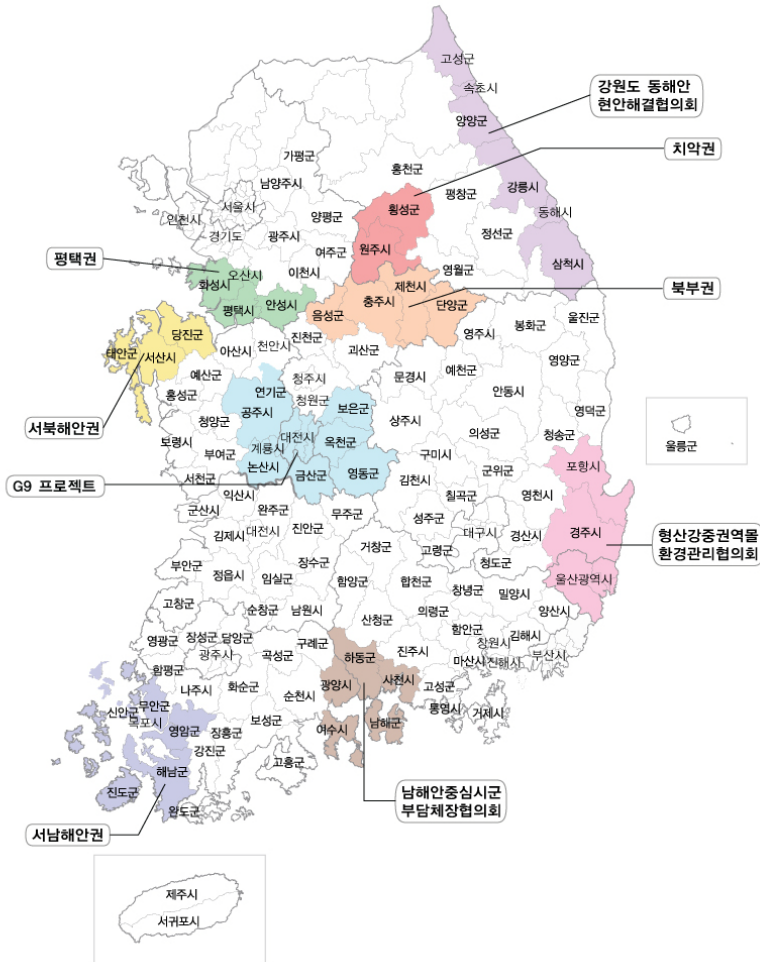 고성군
속초시
강원도 동해안
현안해결협의회
양양군
치악권
가평군
홍천군
남양주시
평창군
강릉시
서울시
횡성군
인천시
양평군
동해시
경기도
광주시
정선군
여주군
원주시
평택권
삼척시
오산시
이천시
영월군
화성시
제천시
북부권
평택시
안성시
충주시
단양군
음성군
울진군
당진군
진천군
영주시
봉화군
천안시
태안군
서산시
아산시
괴산군
영양군
예산군
청주시
문경시
예천군
홍성군
연기군
안동시
청원군
공주시
보은군
영덕군
서북해안권
청양군
상주시
의성군
청송군
울릉군
보령시
대전시
계룡시
옥천군
부여군
구미시
포항시
논산시
금산군
영동군
군위군
G9 프로젝트
서천군
김천시
익산시
칠곡군
영천시
군산시
완주군
무주군
성주군
김제시
대전시
진안군
대구시
경산시
경주시
형산강중권역몰
환경관리협의회
거창군
고령군
청도군
부안군
장수군
정읍시
임실군
함양군
합천군
울산광역시
창녕군
밀양시
고창군
순창군
남원시
의령군
양산시
산청군
영광군
장성군
담양군
구례군
함안군
김해시
광주시
곡성군
하동군
진주시
창원시
부산시
마산시
진해시
함평군
나주시
화순군
광양시
사천시
고성군
순천시
신안군
무안군
통영시
거제시
목포시
영암군
장흥군
보성군
여수시
남해군
강진군
해남군
고흥군
진도군
남해안중심시군
부담체장협의회
완도군
서남해안권
제주시
서귀포시